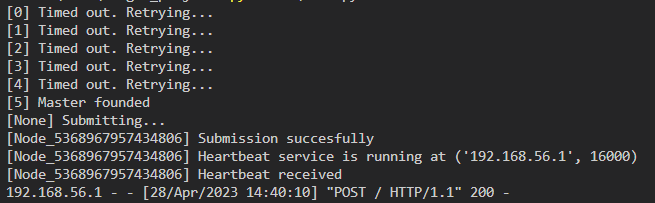 [0] Timed out. Retrying...
[1] Timed out. Retrying...
[2] Timed out. Retrying...
[3] Timed out. Retrying...
[4] Timed out. Retrying...
[5] Master founded
[None] Submitting...
[Node_5368967957434806] Submission succesfully
[Node_5368967957434806] Heartbeat service is running at ('192.168.56.1', 16000)
[Node_5368967957434806] Heartbeat received
192.168.56.1 - - [28/Apr/2023 14:40:10] "POST / HTTP/1.1" 200 -